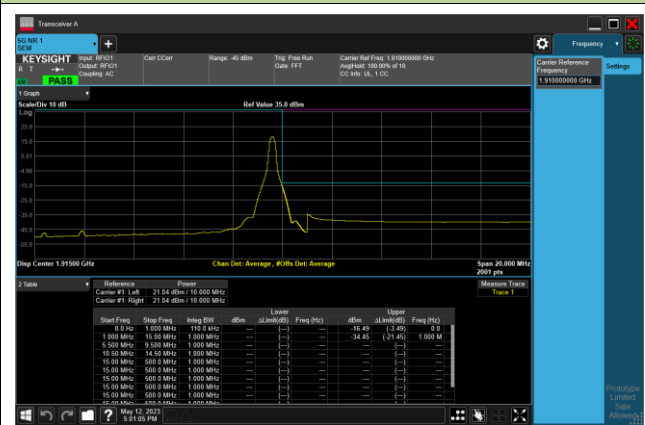 Transceiver A
5G NR 1
SEM
Frequency
KEYSIGHT
R T
PASS
Input: RFIO1
Output: RFIO1
Coupling: AC
Corr CCorr
Range: -45 dBm
Trig: Free Run
Gate: FFT
Carrier Ref Freq: 1.910000000 GHz
Avg|Hold: 100.00% of 10
CC Info: UL, 1 CC
Carrier Reference
Frequency
1.910000000 GHz
Settings
1 Graph
Scale/Div 10 dB
Ref Value 35.0 dBm
Log
25.0
15.0
5.01
-4.99
-15.0
-25.0
-35.0
-45.0
-55.0
Disp Center 1.91500 GHz
Chan Det: Average, #Offs Det: Average
Span 20.000 MHz
2001 pts
2 Table
Reference Power
Carrier #1: Left 21.04 dBm / 10.000 MHz
Carrier #1: Right 21.04 dBm / 10.000 MHz
Measure Trace
Trace 1
Lower Upper
Start Freq Stop Freq Integ BW dBm ΔLimit(dB) Freq (Hz) dBm ΔLimit(dB) Freq (Hz)
0.0 Hz 1.000 MHz 110.0 kHz --- (---) --- -16.49 (-3.49) 0.0
1.000 MHz 15.00 MHz 1.000 MHz --- (---) --- -34.45 (-21.45) 1.000 M
5.500 MHz 9.500 MHz 1.000 MHz --- (---) --- --- (---) ---
10.50 MHz 14.50 MHz 1.000 MHz --- (---) --- --- (---) ---
15.00 MHz 500.0 MHz 1.000 MHz --- (---) --- --- (---) ---
15.00 MHz 500.0 MHz 1.000 MHz --- (---) --- --- (---) ---
15.00 MHz 500.0 MHz 1.000 MHz --- (---) --- --- (---) ---
15.00 MHz 500.0 MHz 1.000 MHz --- (---) --- --- (---) ---
15.00 MHz 500.0 MHz 1.000 MHz --- (---) --- --- (---) ---
May 12, 2023
5:01:05 PM
Prototype
Limited
Sale
Allowed